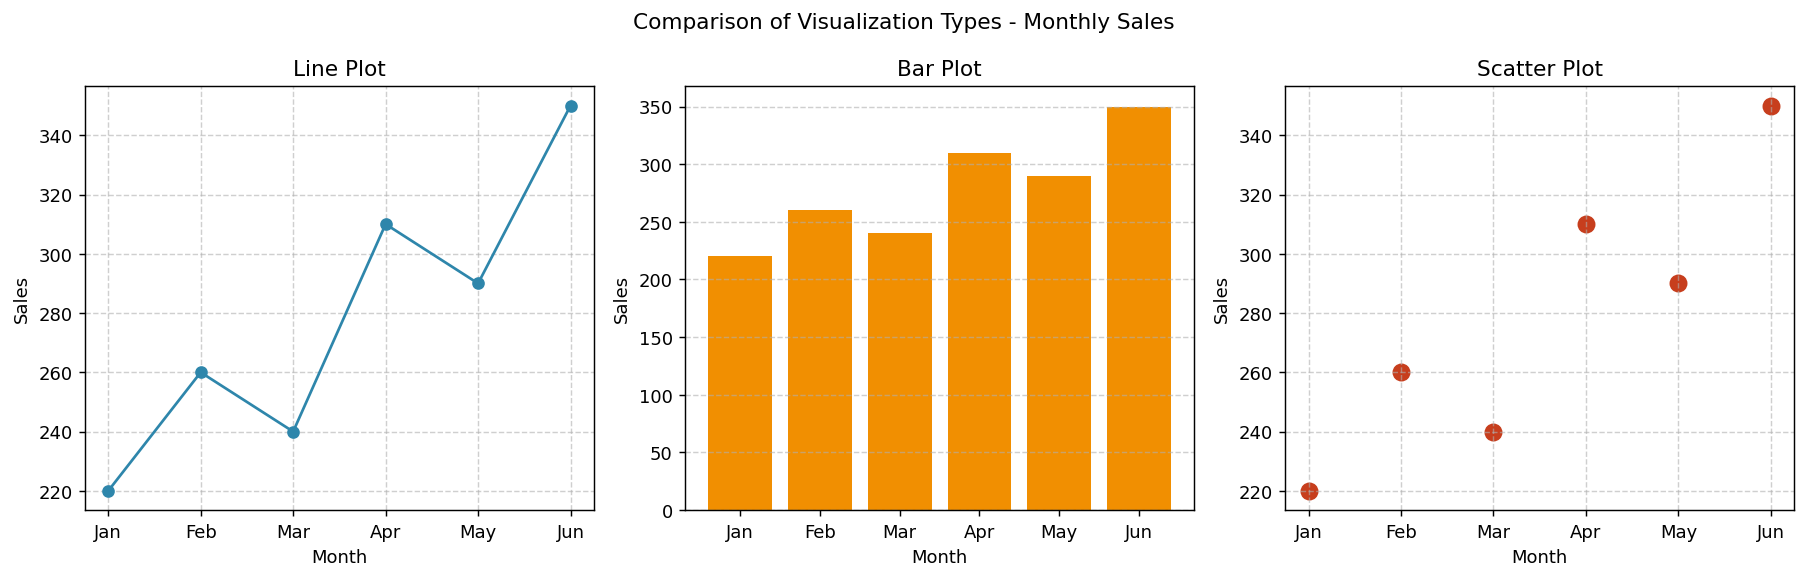 Comparison of Visualization Types - Monthly Sales
Line Plot
340
320
300
280
260
240
220
Sales
Jan Feb Mar Apr May Jun
Month
Bar Plot
350
300
250
200
150
100
50
0
Sales
Jan Feb Mar Apr May Jun
Month
Scatter Plot
340
320
300
280
260
240
220
Sales
Jan Feb Mar Apr May Jun
Month